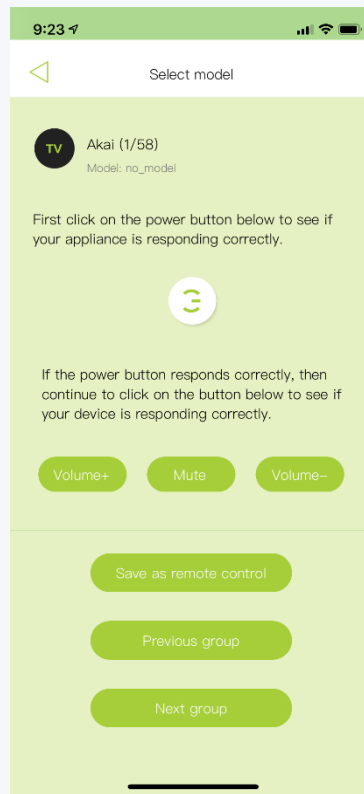 9:23
Select model
TV
Akai (1/58)
Model: no_model
First click on the power button below to see if
your appliance is responding correctly.
If the power button responds correctly, then
continue to click on the button below to see if
your device is responding correctly.
Volume+ Mute Volume-
Save as remote control
Previous group
Next group